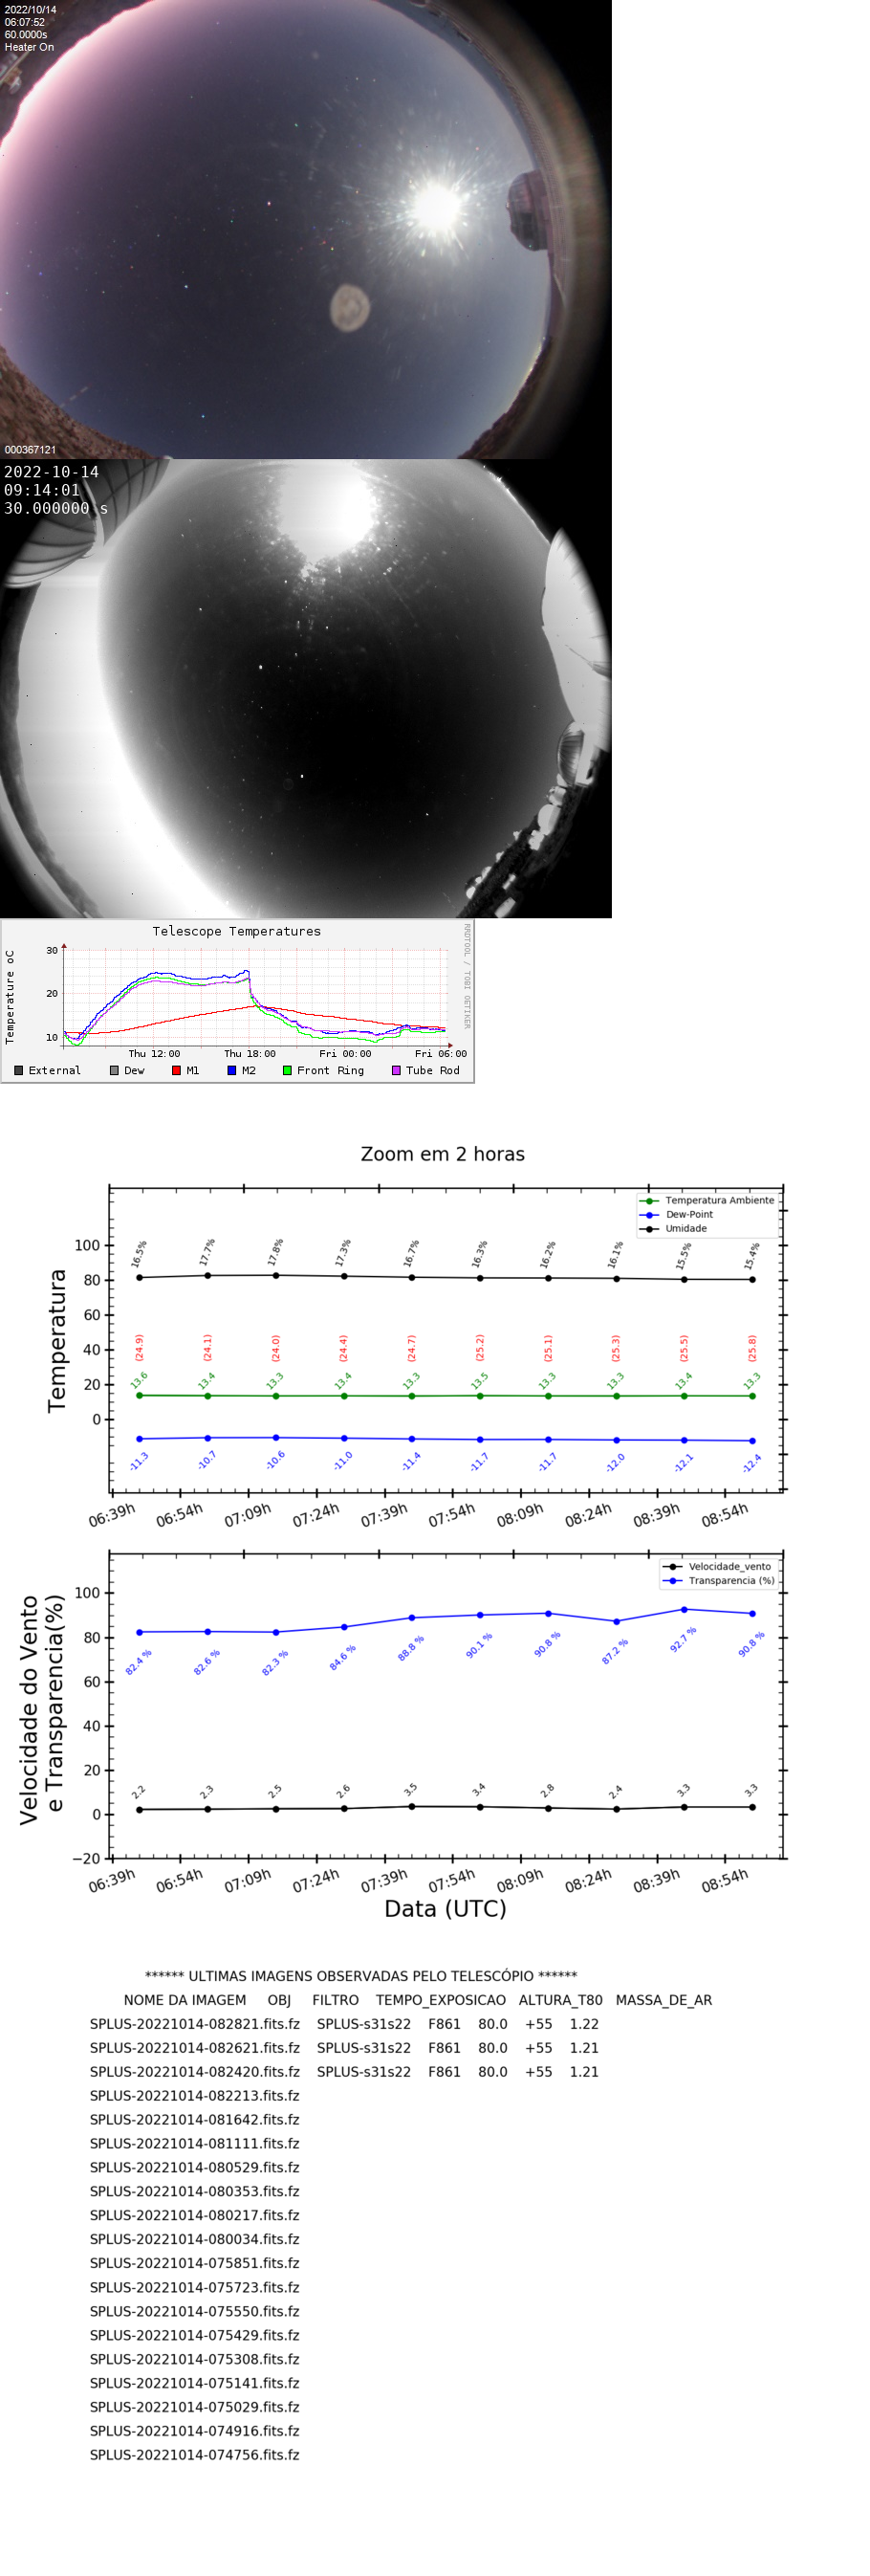 2022/10/14
06:07:52
60.0000s
Heater On
000367121
2022-10-14
09:14:01
30.000000 s
Telescope Temperatures
RRDTOOL / TOBI OETIKER
Temperature oC
30
20
10
Thu 12:00 Thu 18:00 Fri 00:00 Fri 06:00
External Dew M1 M2 Front Ring Tube Rod
Zoom em 2 horas
Temperatura Ambiente
Dew-Point
Umidade
Temperatura
100
80
60
40
20
0
16.5% 17.7% 17.8% 17.3% 16.7% 16.3% 16.2% 16.1% 15.5% 15.4%
(24.9) (24.1) (24.0) (24.4) (24.7) (25.2) (25.1) (25.3) (25.5) (25.8)
13.6 13.4 13.3 13.4 13.3 13.5 13.3 13.3 13.4 13.3
-11.3 -10.7 -10.6 -11.0 -11.4 -11.7 -11.7 -12.0 -12.1 -12.4
06:39h 06:54h 07:09h 07:24h 07:39h 07:54h 08:09h 08:24h 08:39h 08:54h
Velocidade_vento
Transparencia (%)
Velocidade do Vento
e Transparencia(%)
100
80
60
40
20
0
−20
82.4 % 82.6 % 82.3 % 84.6 % 88.8 % 90.1 % 90.8 % 87.2 % 92.7 % 90.8 %
2.2 2.3 2.5 2.6 3.5 3.4 2.8 2.4 3.3 3.3
06:39h 06:54h 07:09h 07:24h 07:39h 07:54h 08:09h 08:24h 08:39h 08:54h
Data (UTC)
****** ULTIMAS IMAGENS OBSERVADAS PELO TELESCÓPIO ******
NOME DA IMAGEM OBJ FILTRO TEMPO_EXPOSICAO ALTURA_T80 MASSA_DE_AR
SPLUS-20221014-082821.fits.fz SPLUS-s31s22 F861 80.0 +55 1.22
SPLUS-20221014-082621.fits.fz SPLUS-s31s22 F861 80.0 +55 1.21
SPLUS-20221014-082420.fits.fz SPLUS-s31s22 F861 80.0 +55 1.21
SPLUS-20221014-082213.fits.fz
SPLUS-20221014-081642.fits.fz
SPLUS-20221014-081111.fits.fz
SPLUS-20221014-080529.fits.fz
SPLUS-20221014-080353.fits.fz
SPLUS-20221014-080217.fits.fz
SPLUS-20221014-080034.fits.fz
SPLUS-20221014-075851.fits.fz
SPLUS-20221014-075723.fits.fz
SPLUS-20221014-075550.fits.fz
SPLUS-20221014-075429.fits.fz
SPLUS-20221014-075308.fits.fz
SPLUS-20221014-075141.fits.fz
SPLUS-20221014-075029.fits.fz
SPLUS-20221014-074916.fits.fz
SPLUS-20221014-074756.fits.fz